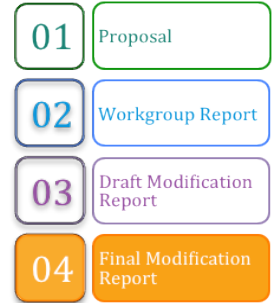 01
Proposal
02
Workgroup Report
03
Draft Modification
Report
04
Final Modification
Report